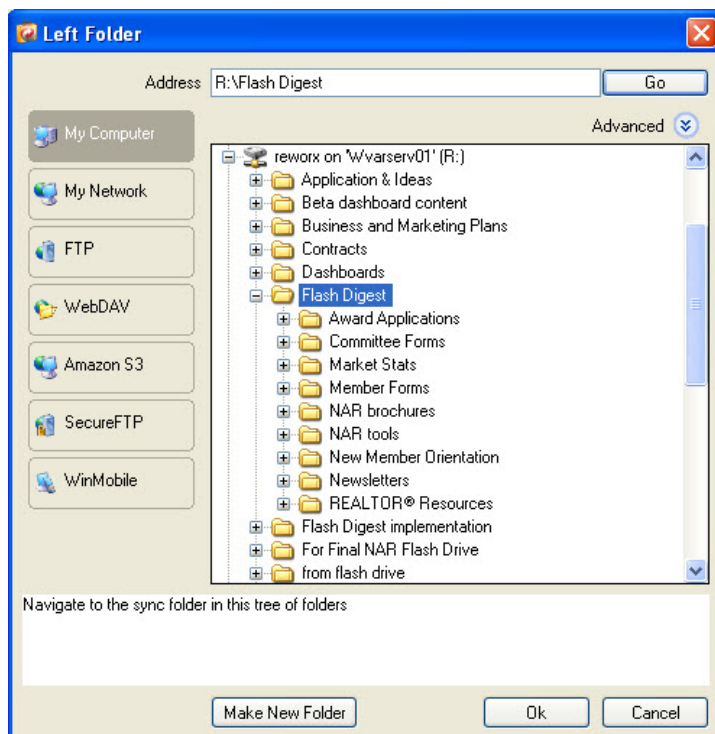 Left Folder
Address R:\Flash Digest Go
Advanced
My Computer
My Network
FTP
WebDAV
Amazon S3
SecureFTP
WinMobile
reworx on 'Wvarserv01' (R:)
Application & Ideas
Beta dashboard content
Business and Marketing Plans
Contracts
Dashboards
Flash Digest
Award Applications
Committee Forms
Market Stats
Member Forms
NAR brochures
NAR tools
New Member Orientation
Newsletters
REALTOR® Resources
Flash Digest implementation
For Final NAR Flash Drive
from flash drive
Navigate to the sync folder in this tree of folders
Make New Folder Ok Cancel